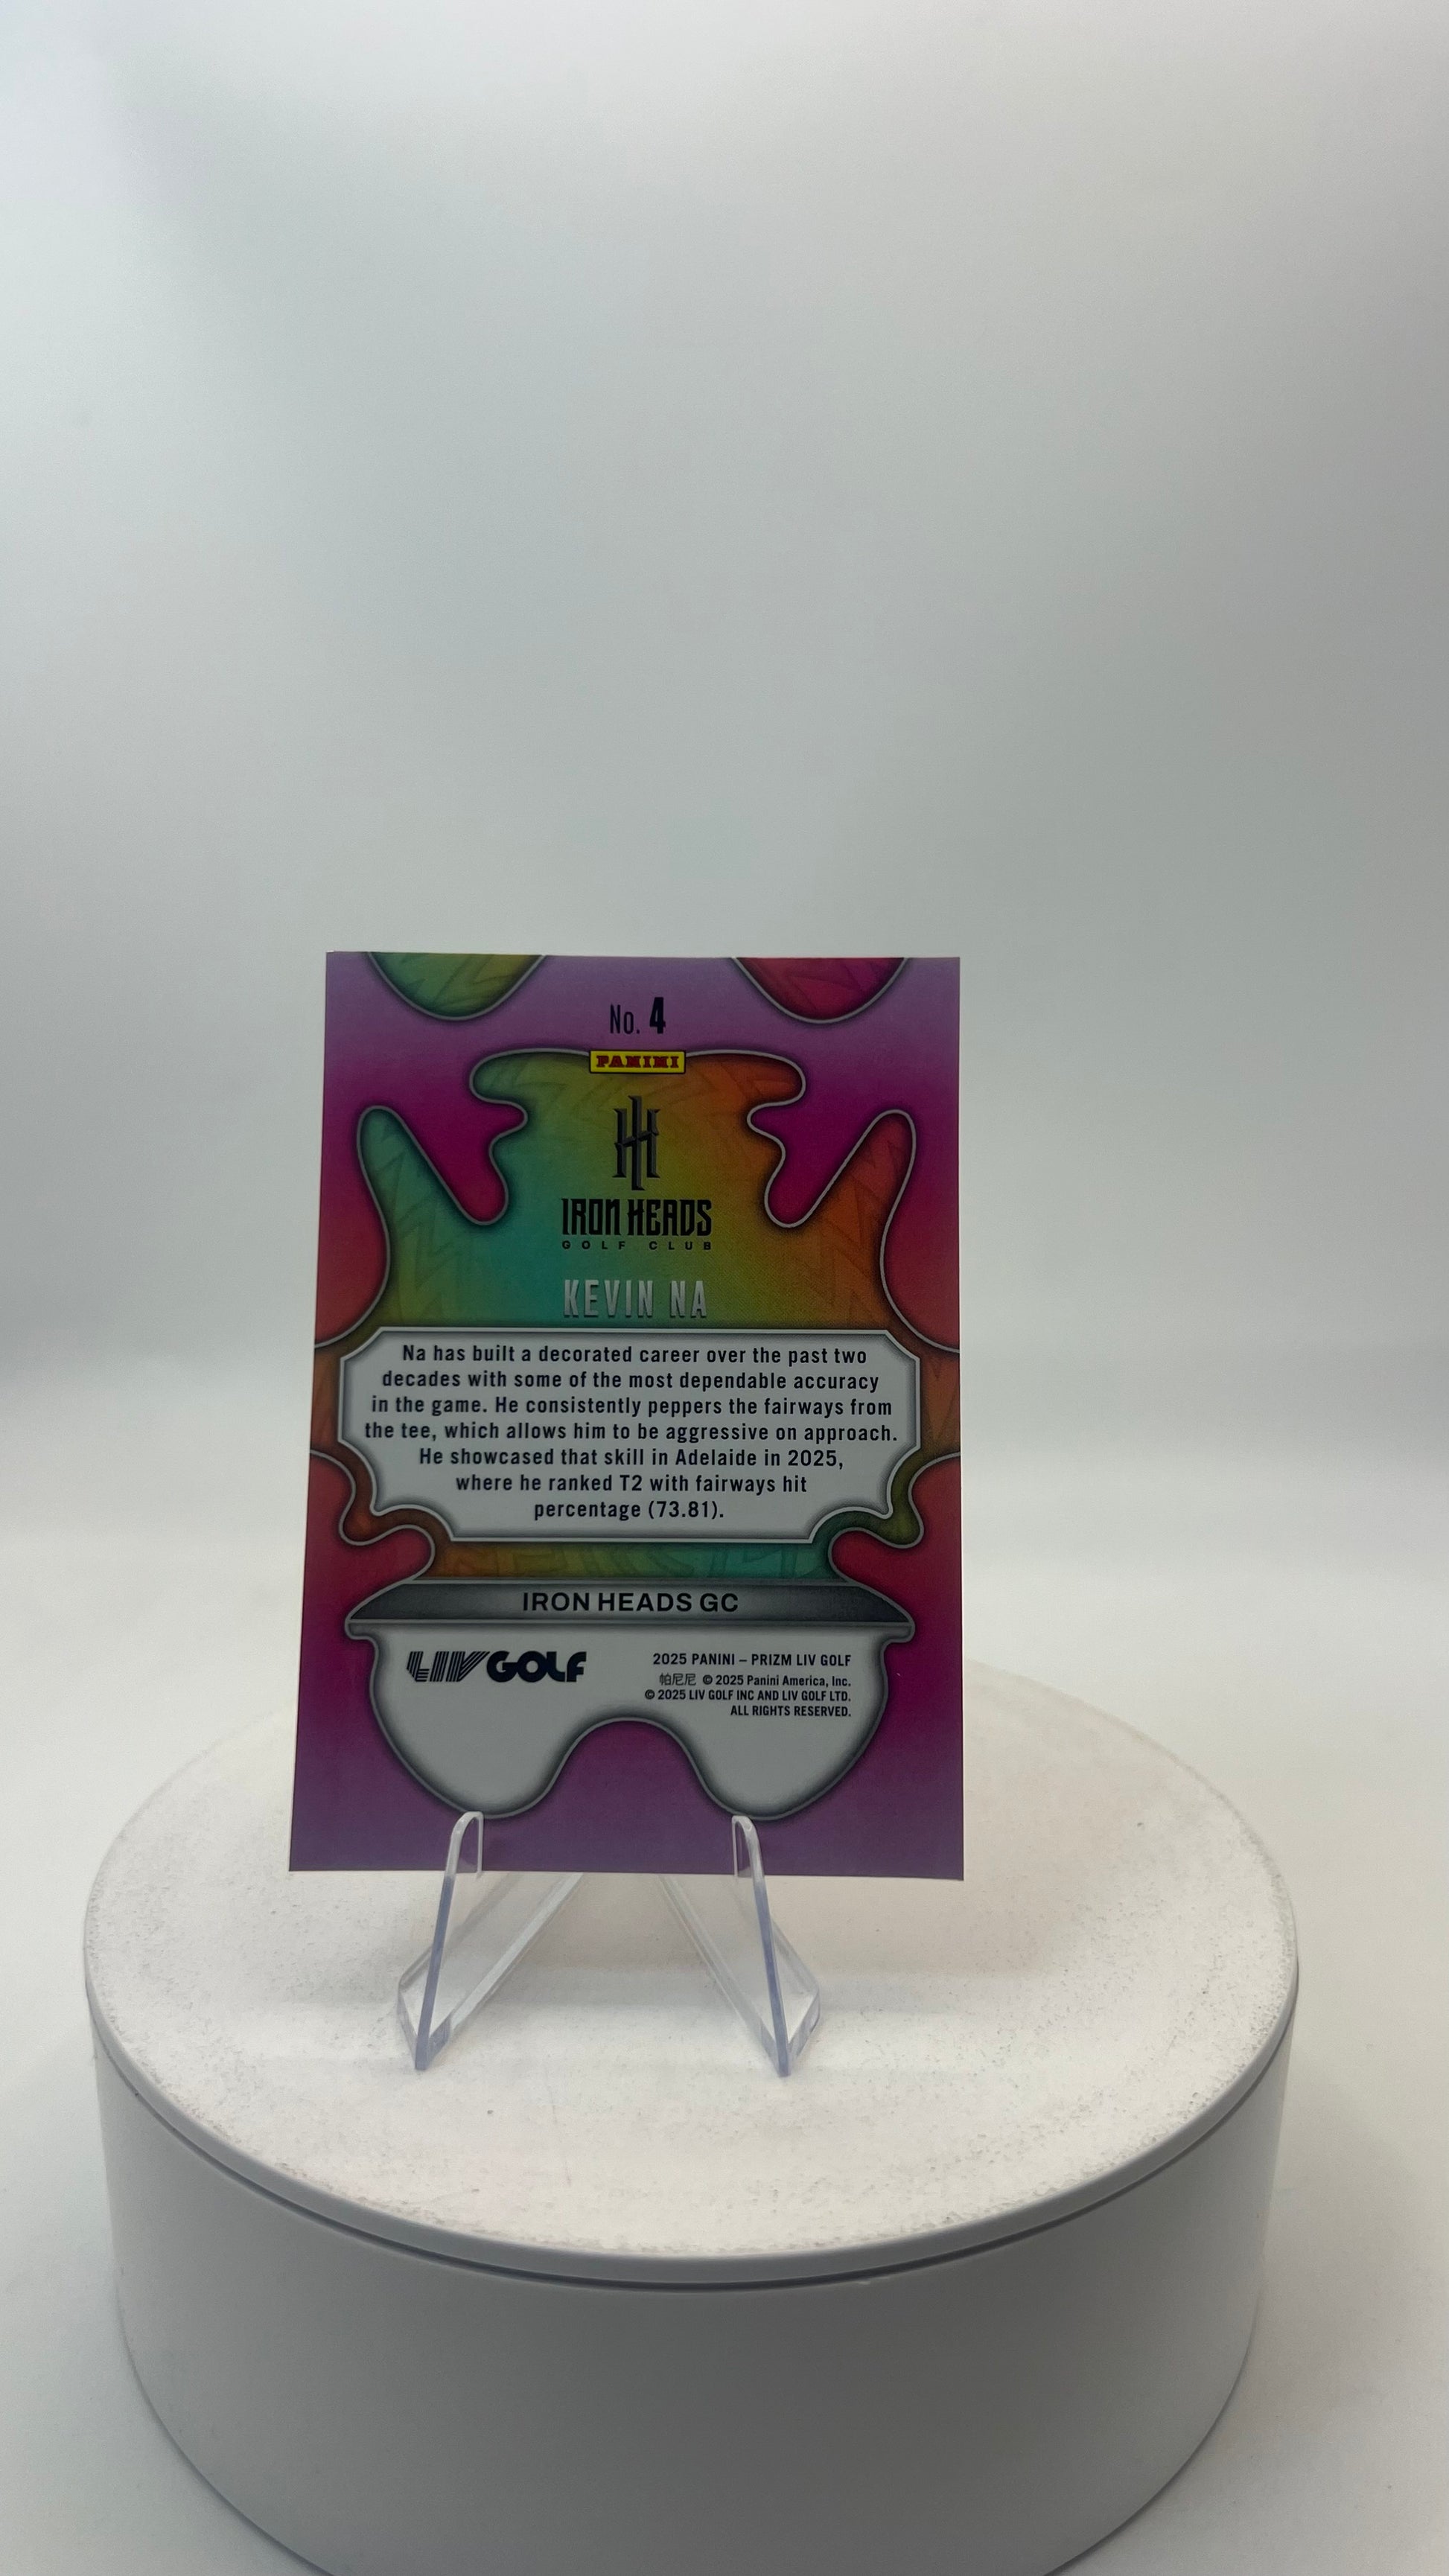 No. 4
PANINI
IRON HEADS
GOLF CLUB
KEVIN NA
Na has built a decorated career over the past two
decades with some of the most dependable accuracy
in the game. He consistently peppers the fairways from
the tee, which allows him to be aggressive on approach.
He showcased that skill in Adelaide in 2025,
where he ranked T2 with fairways hit
percentage (73.81).
IRON HEADS GC
LIV GOLF
2025 PANINI – PRIZM LIV GOLF
帕尼尼 © 2025 Panini America, Inc.
© 2025 LIV GOLF INC AND LIV GOLF LTD.
ALL RIGHTS RESERVED.